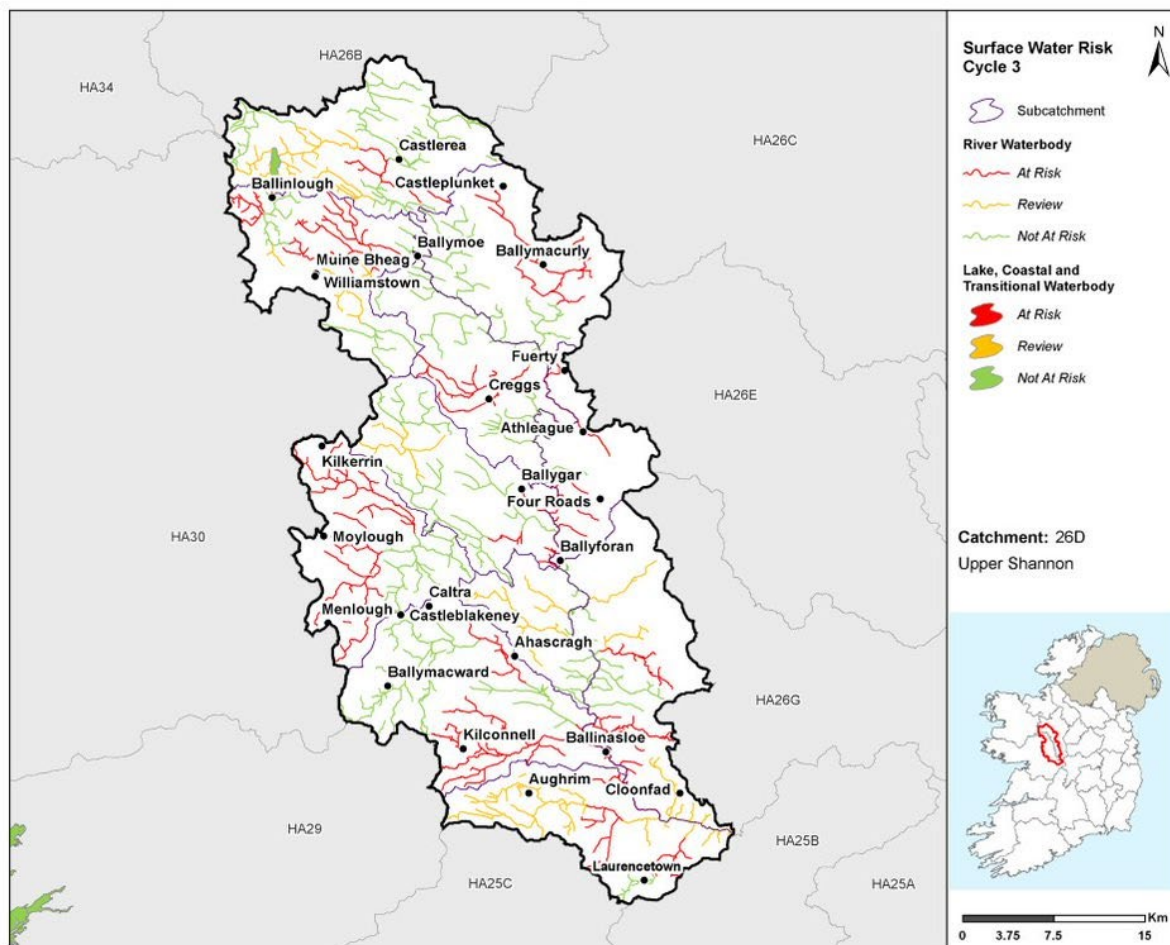 HA26B
HA34
HA26C
Castlerea
Castleplunket
Ballinlough
Ballymoe
Ballymacurly
Muine Bheag
Williamstown
Fuerty
Creggs
HA26E
Athleague
Kilkerrin
Ballygar
Four Roads
HA30
Moylough
Ballyforan
Caltra
Menlough
Castleblakeney
Ahascragh
Ballymacward
HA26G
Kilconnell
Ballinasloe
Aughrim
Cloonfad
HA29
HA25B
Laurencetown
HA25C
HA25A
Surface Water Risk
Cycle 3
N
Subcatchment
River Waterbody
At Risk
Review
Not At Risk
Lake, Coastal and
Transitional Waterbody
At Risk
Review
Not At Risk
Catchment: 26D
Upper Shannon
Km
0 3.75 7.5 15